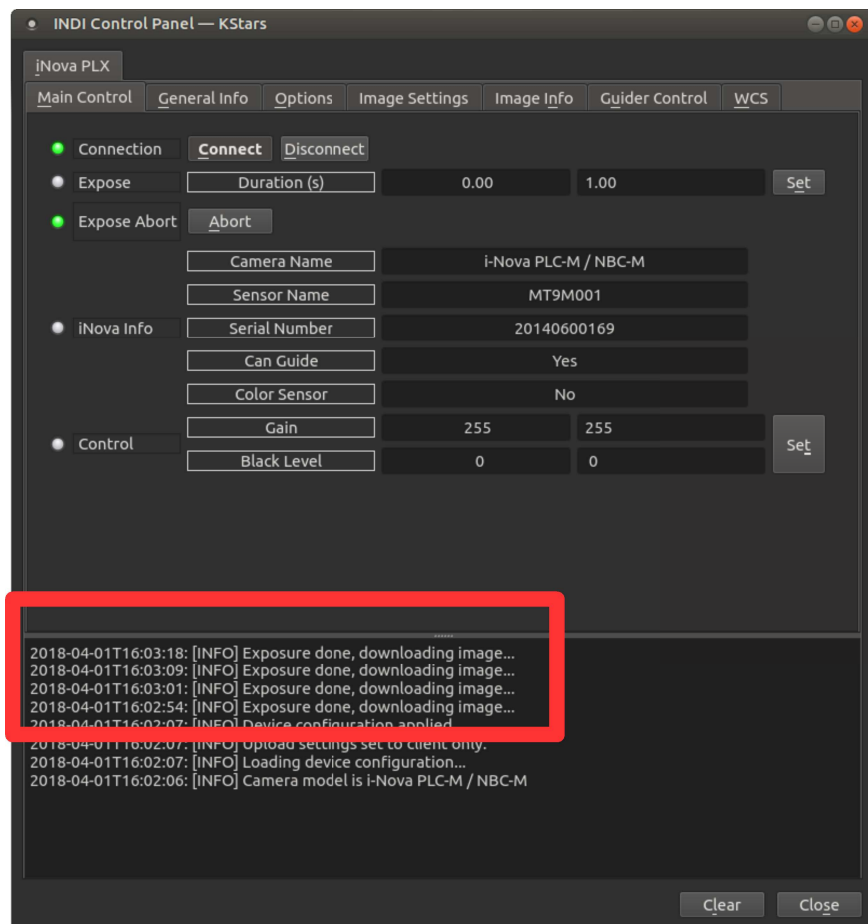 INDI Control Panel — KStars
iNova PLX
Main Control General Info Options Image Settings Image Info Guider Control WCS
Connection Connect Disconnect
Expose Duration (s) 0.00 1.00 Set
Expose Abort Abort
Camera Name i-Nova PLC-M / NBC-M
Sensor Name MT9M001
iNova Info Serial Number 20140600169
Can Guide Yes
Color Sensor No
Gain 255 255
Control Set
Black Level 0 0
2018-04-01T16:03:18: [INFO] Exposure done, downloading image...
2018-04-01T16:03:09: [INFO] Exposure done, downloading image...
2018-04-01T16:03:01: [INFO] Exposure done, downloading image...
2018-04-01T16:02:54: [INFO] Exposure done, downloading image...
2018-04-01T16:02:07: [INFO] Device configuration applied
2018-04-01T16:02:07: [INFO] Upload settings set to client only.
2018-04-01T16:02:07: [INFO] Loading device configuration...
2018-04-01T16:02:06: [INFO] Camera model is i-Nova PLC-M / NBC-M
Clear Close